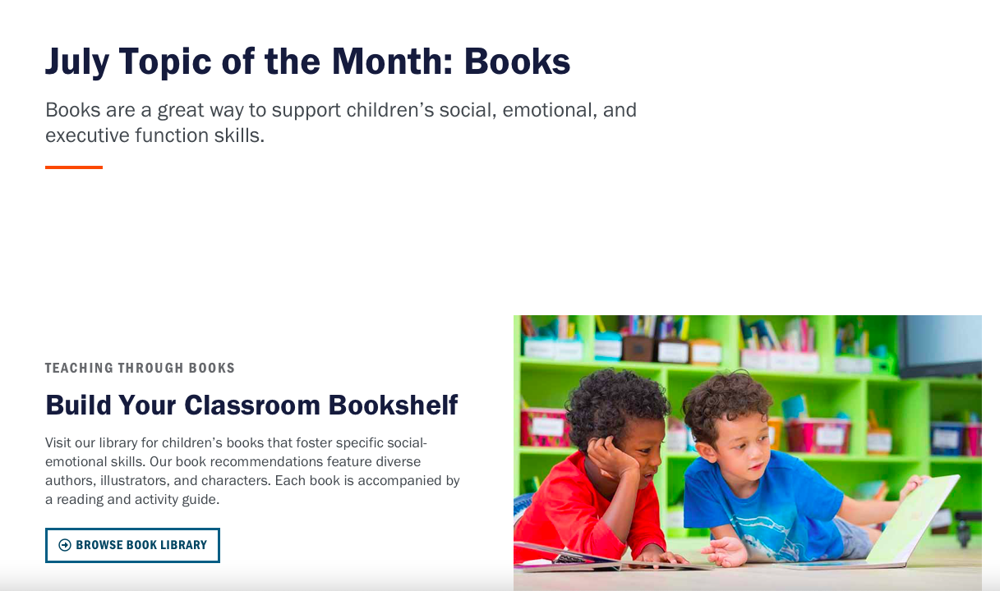 July Topic of the Month: Books
Books are a great way to support children’s social, emotional, and
executive function skills.
TEACHING THROUGH BOOKS
Build Your Classroom Bookshelf
Visit our library for children’s books that foster specific social-
emotional skills. Our book recommendations feature diverse
authors, illustrators, and characters. Each book is accompanied by
a reading and activity guide.
BROWSE BOOK LIBRARY